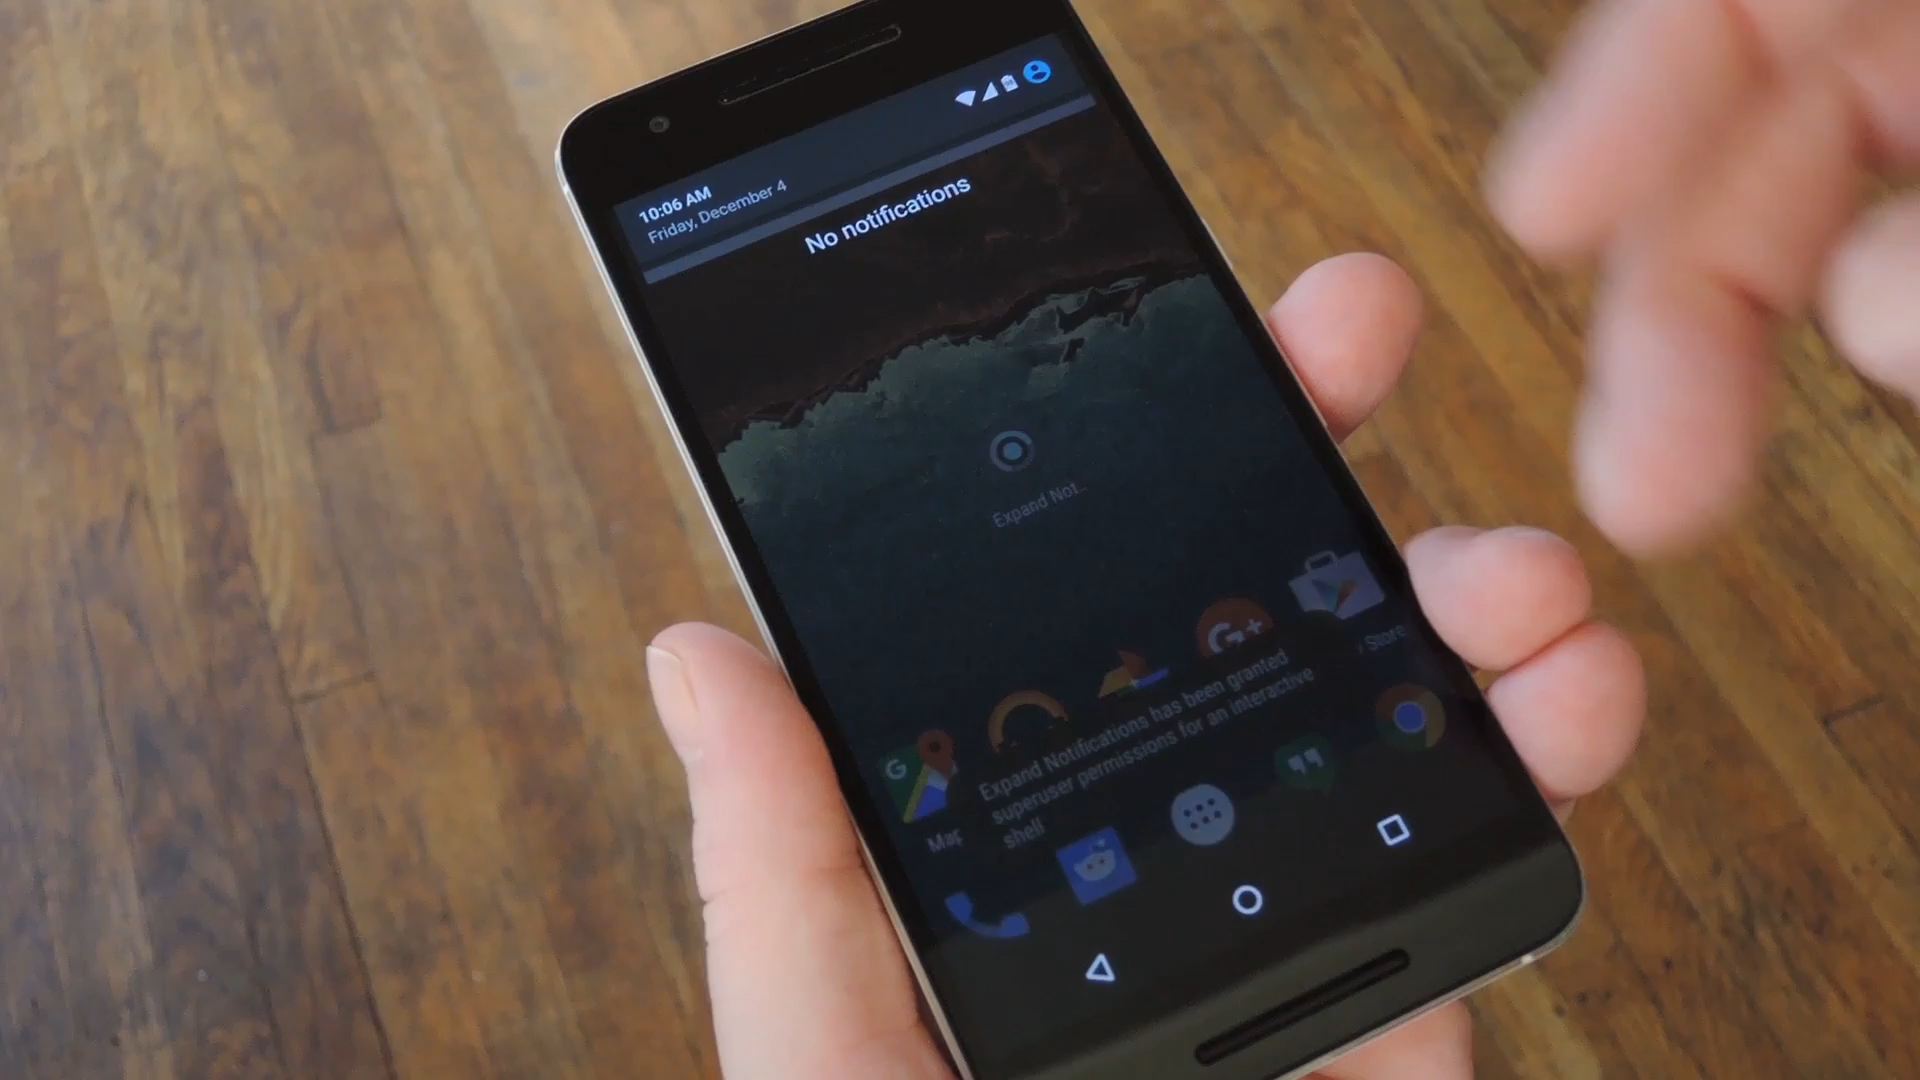 10:06 AM
Friday, December 4
No notifications
Expand Not...
Store
Expand Notifications has been granted
superuser permissions for an interactive
shell
G+
G
Map